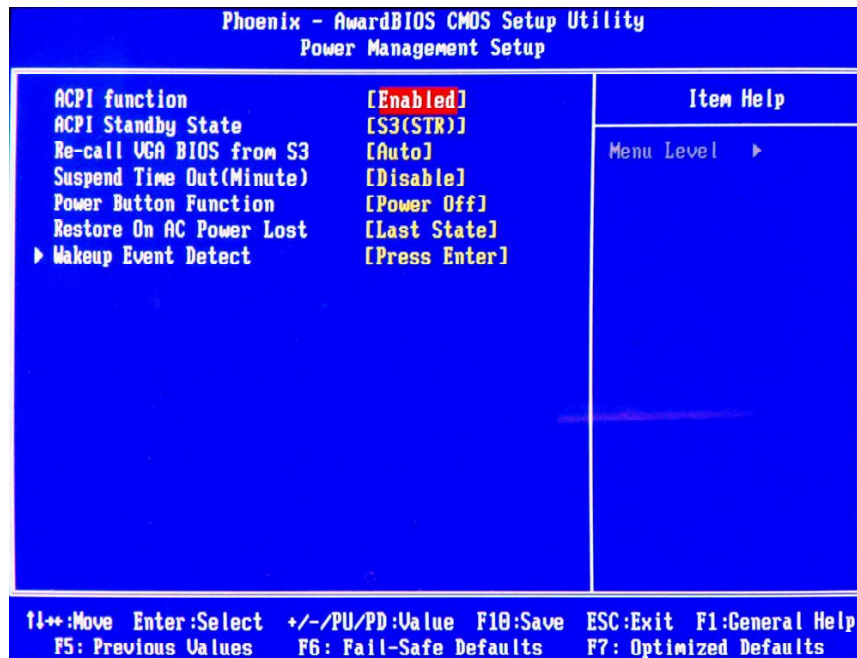 Phoenix - AwardBIOS CMOS Setup Utility
Power Management Setup
ACPI function [Enabled]
ACPI Standby State [S3(STR)]
Re-call VGA BIOS from S3 [Auto]
Suspend Time Out(Minute) [Disable]
Power Button Function [Power Off]
Restore On AC Power Lost [Last State]
▶ Wakeup Event Detect [Press Enter]
Item Help
Menu Level ▶
↑↓→←:Move Enter:Select +/-/PU/PD:Value F10:Save ESC:Exit F1:General Help
F5: Previous Values F6: Fail-Safe Defaults F7: Optimized Defaults